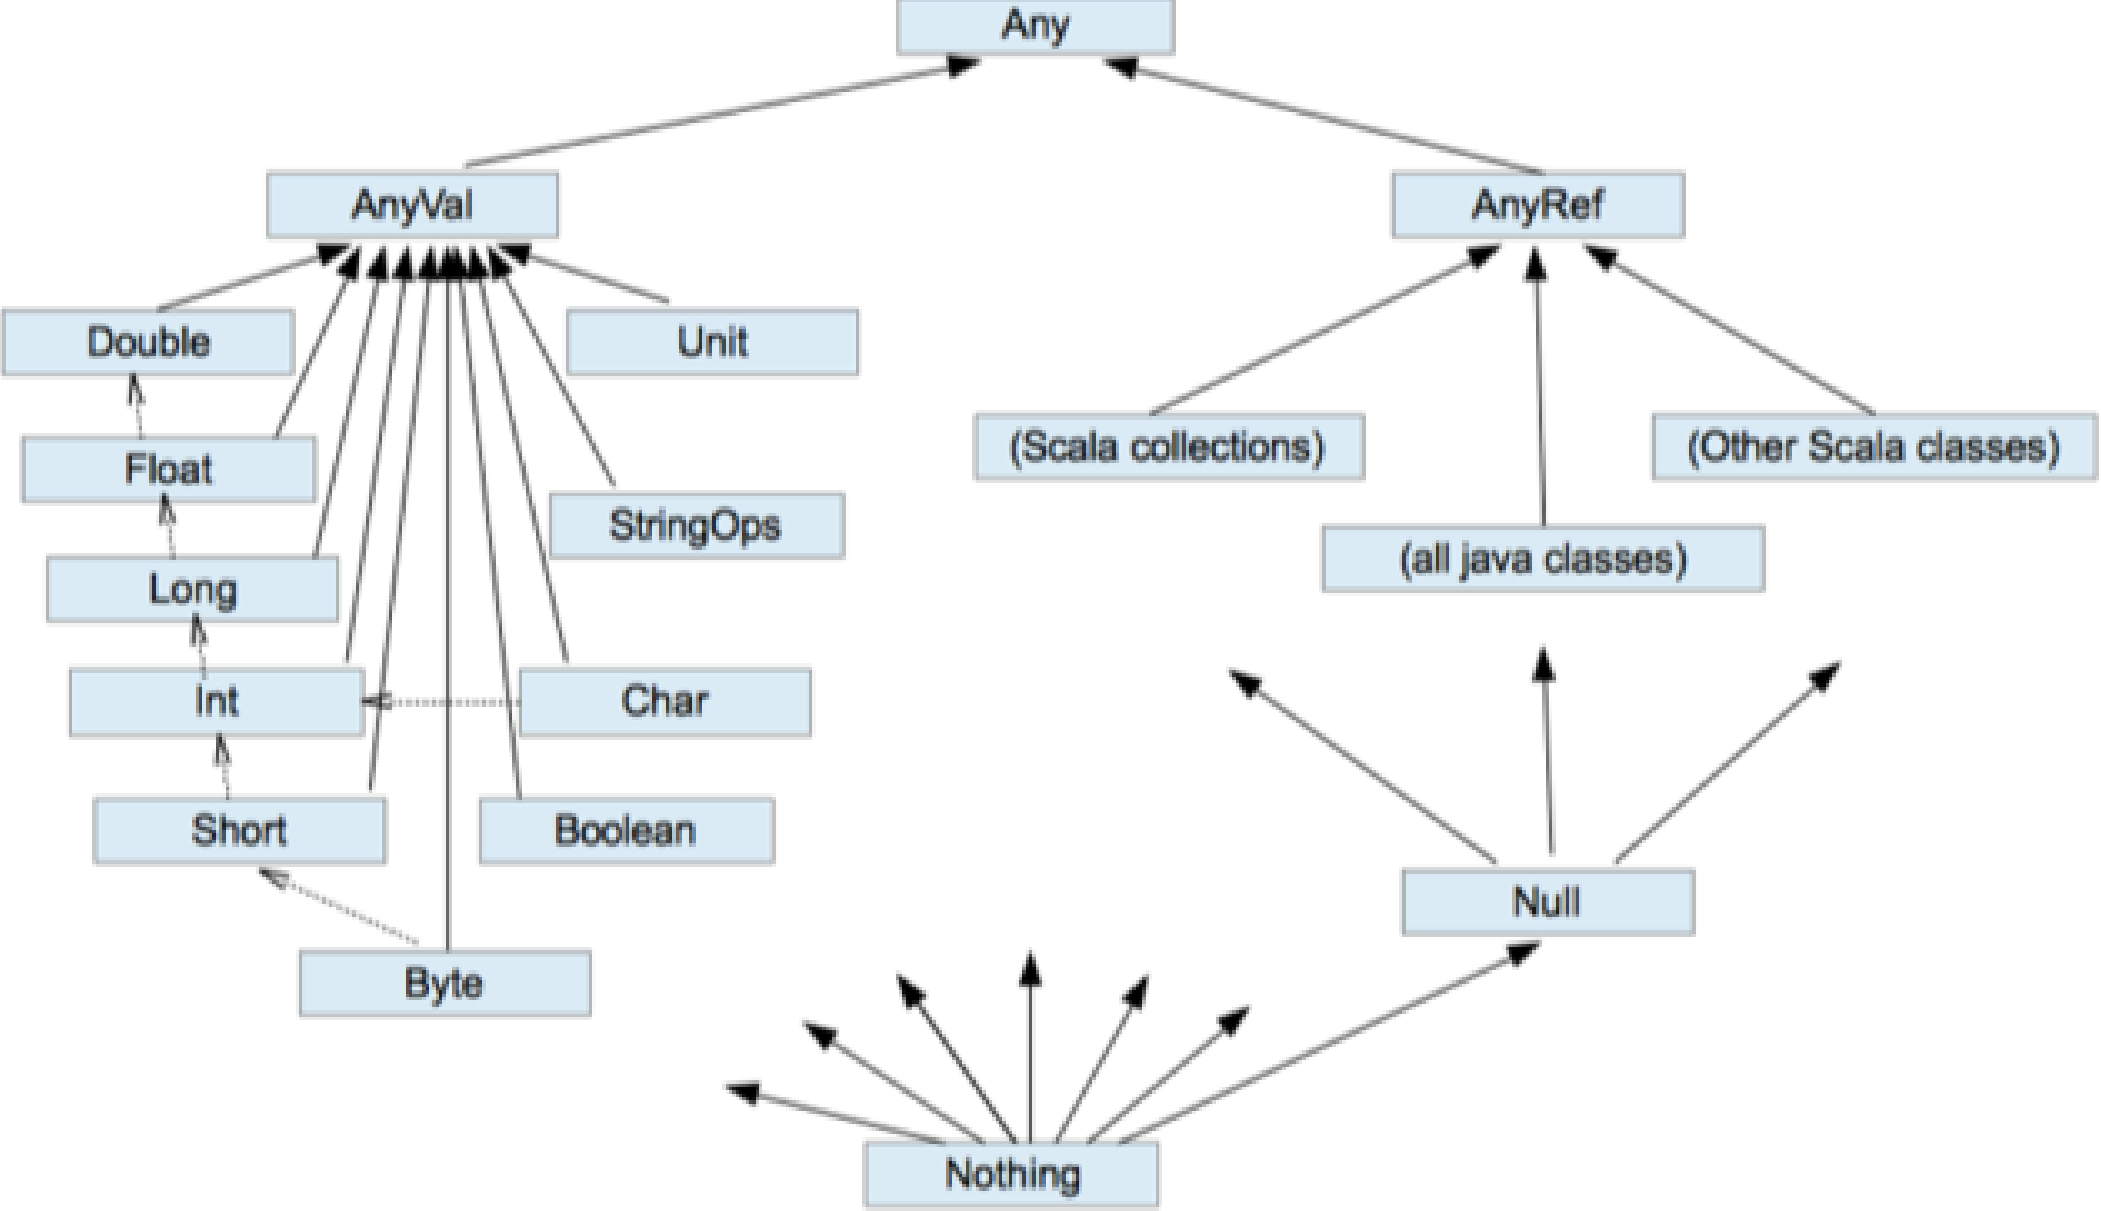 Any
AnyVal
AnyRef
Double
Unit
(Scala collections)
(Other Scala classes)
Float
StringOps
(all java classes)
Long
Int
Char
Short
Boolean
Null
Byte
Nothing